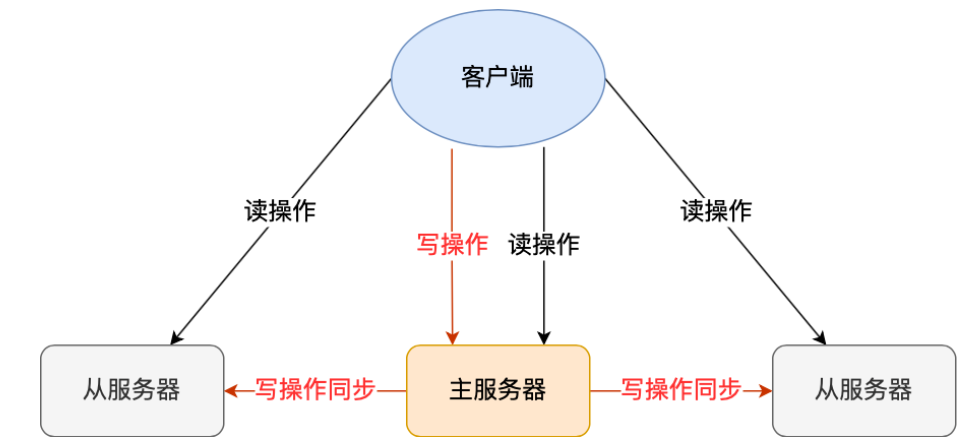 客户端
读操作
读操作
写操作
读操作
从服务器
写操作同步
主服务器
写操作同步
从服务器